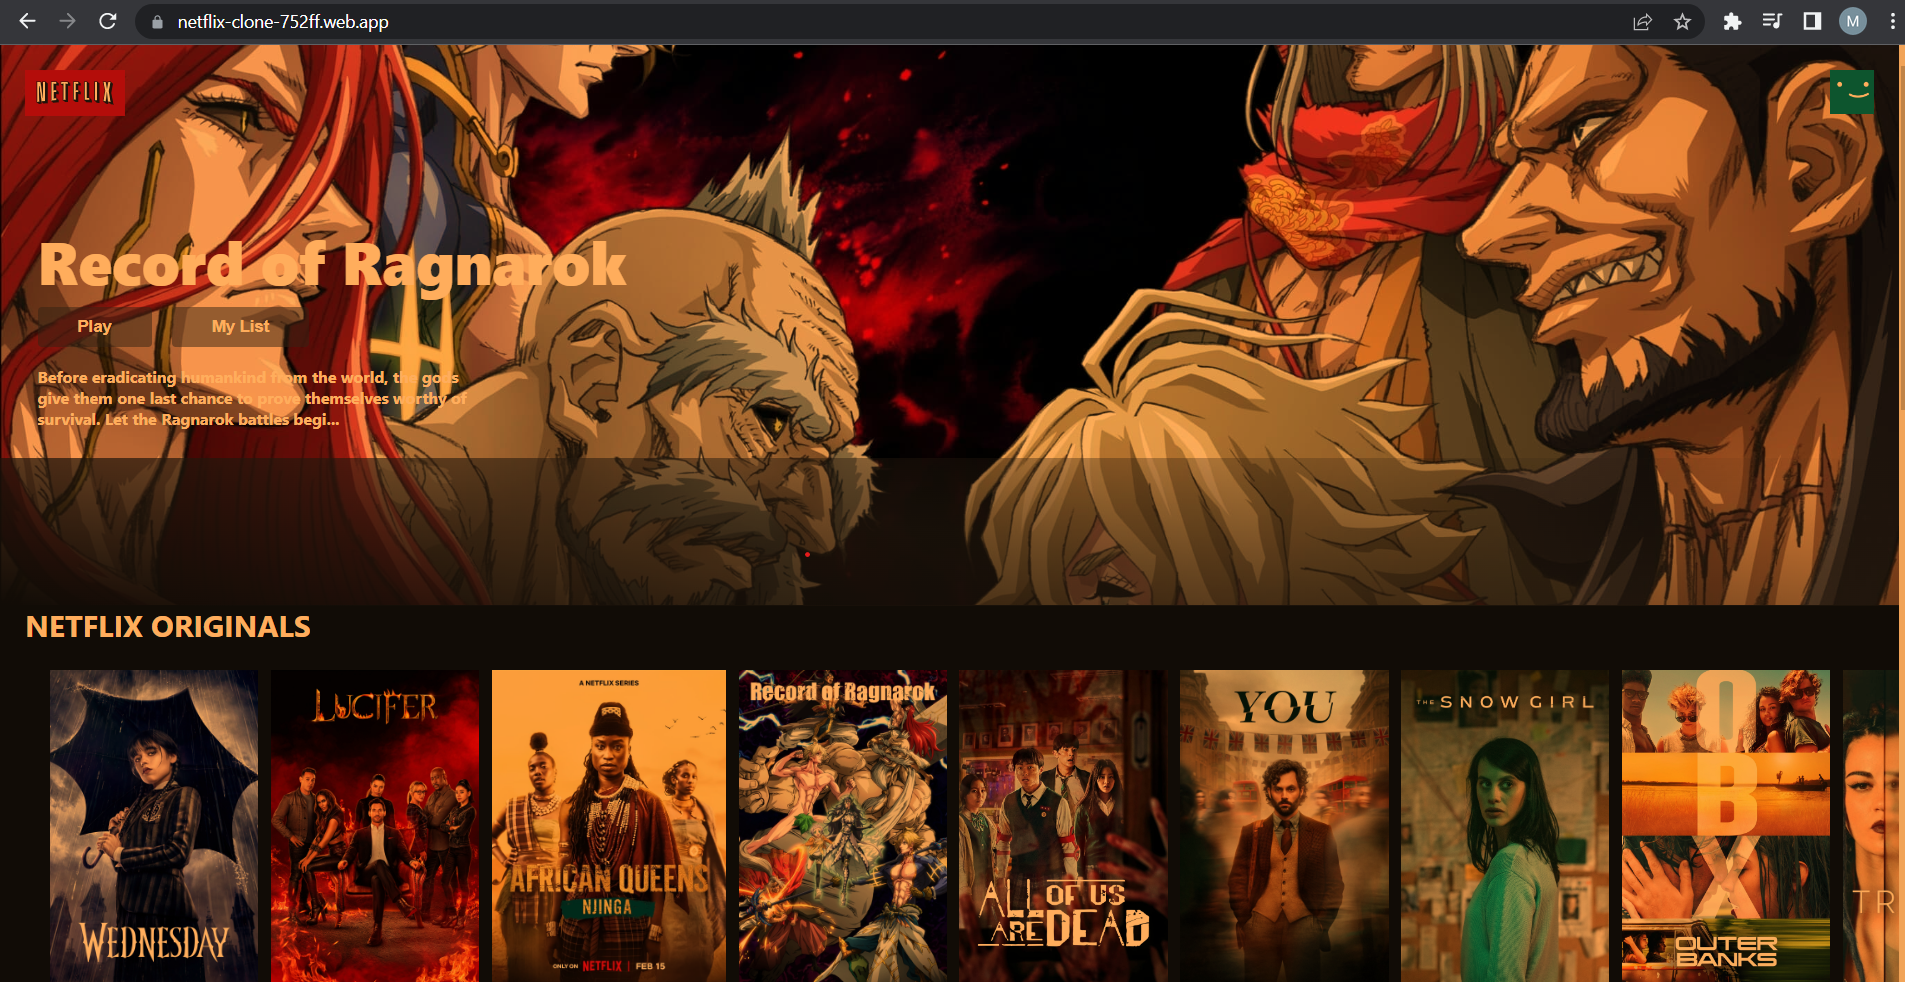 netflix-clone-752ff.web.app
M
NETFLIX
Record of Ragnarok
Play
My List
Before eradicating humankind from the world, the gods
give them one last chance to prove themselves worthy of
survival. Let the Ragnarok battles begi...
NETFLIX ORIGINALS
WEDNESDAY
LUCIFER
A NETFLIX SERIES
AFRICAN QUEENS
NJINGA
ONLY ON NETFLIX | FEB 15
Record of Ragnarok
ALL OF US
ARE DEAD
YOU
THE SNOW GIRL
O
B
X
OUTER
BANKS
TR